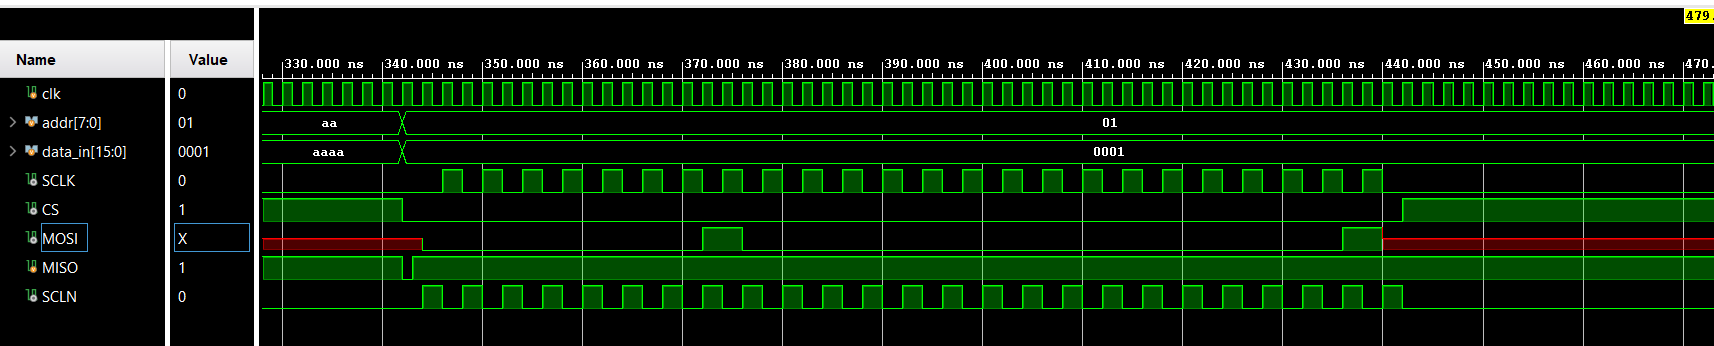 479.
Name Value
330.000 ns 340.000 ns 350.000 ns 360.000 ns 370.000 ns 380.000 ns 390.000 ns 400.000 ns 410.000 ns 420.000 ns 430.000 ns 440.000 ns 450.000 ns 460.000 ns 470.
clk 0
addr[7:0] 01 aa 01
data_in[15:0] 0001 aaaa 0001
SCLK 0
CS 1
MOSI X
MISO 1
SCLN 0